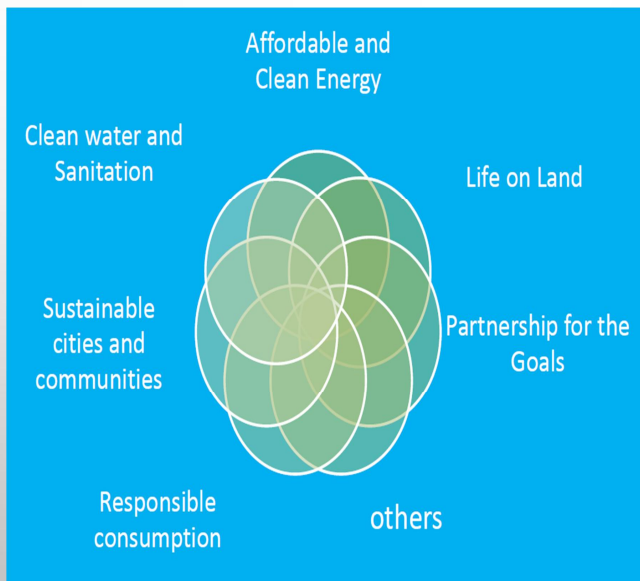 Affordable and
Clean Energy
Clean water and
Sanitation
Life on Land
Sustainable
cities and
communities
Partnership for the
Goals
Responsible
consumption
others